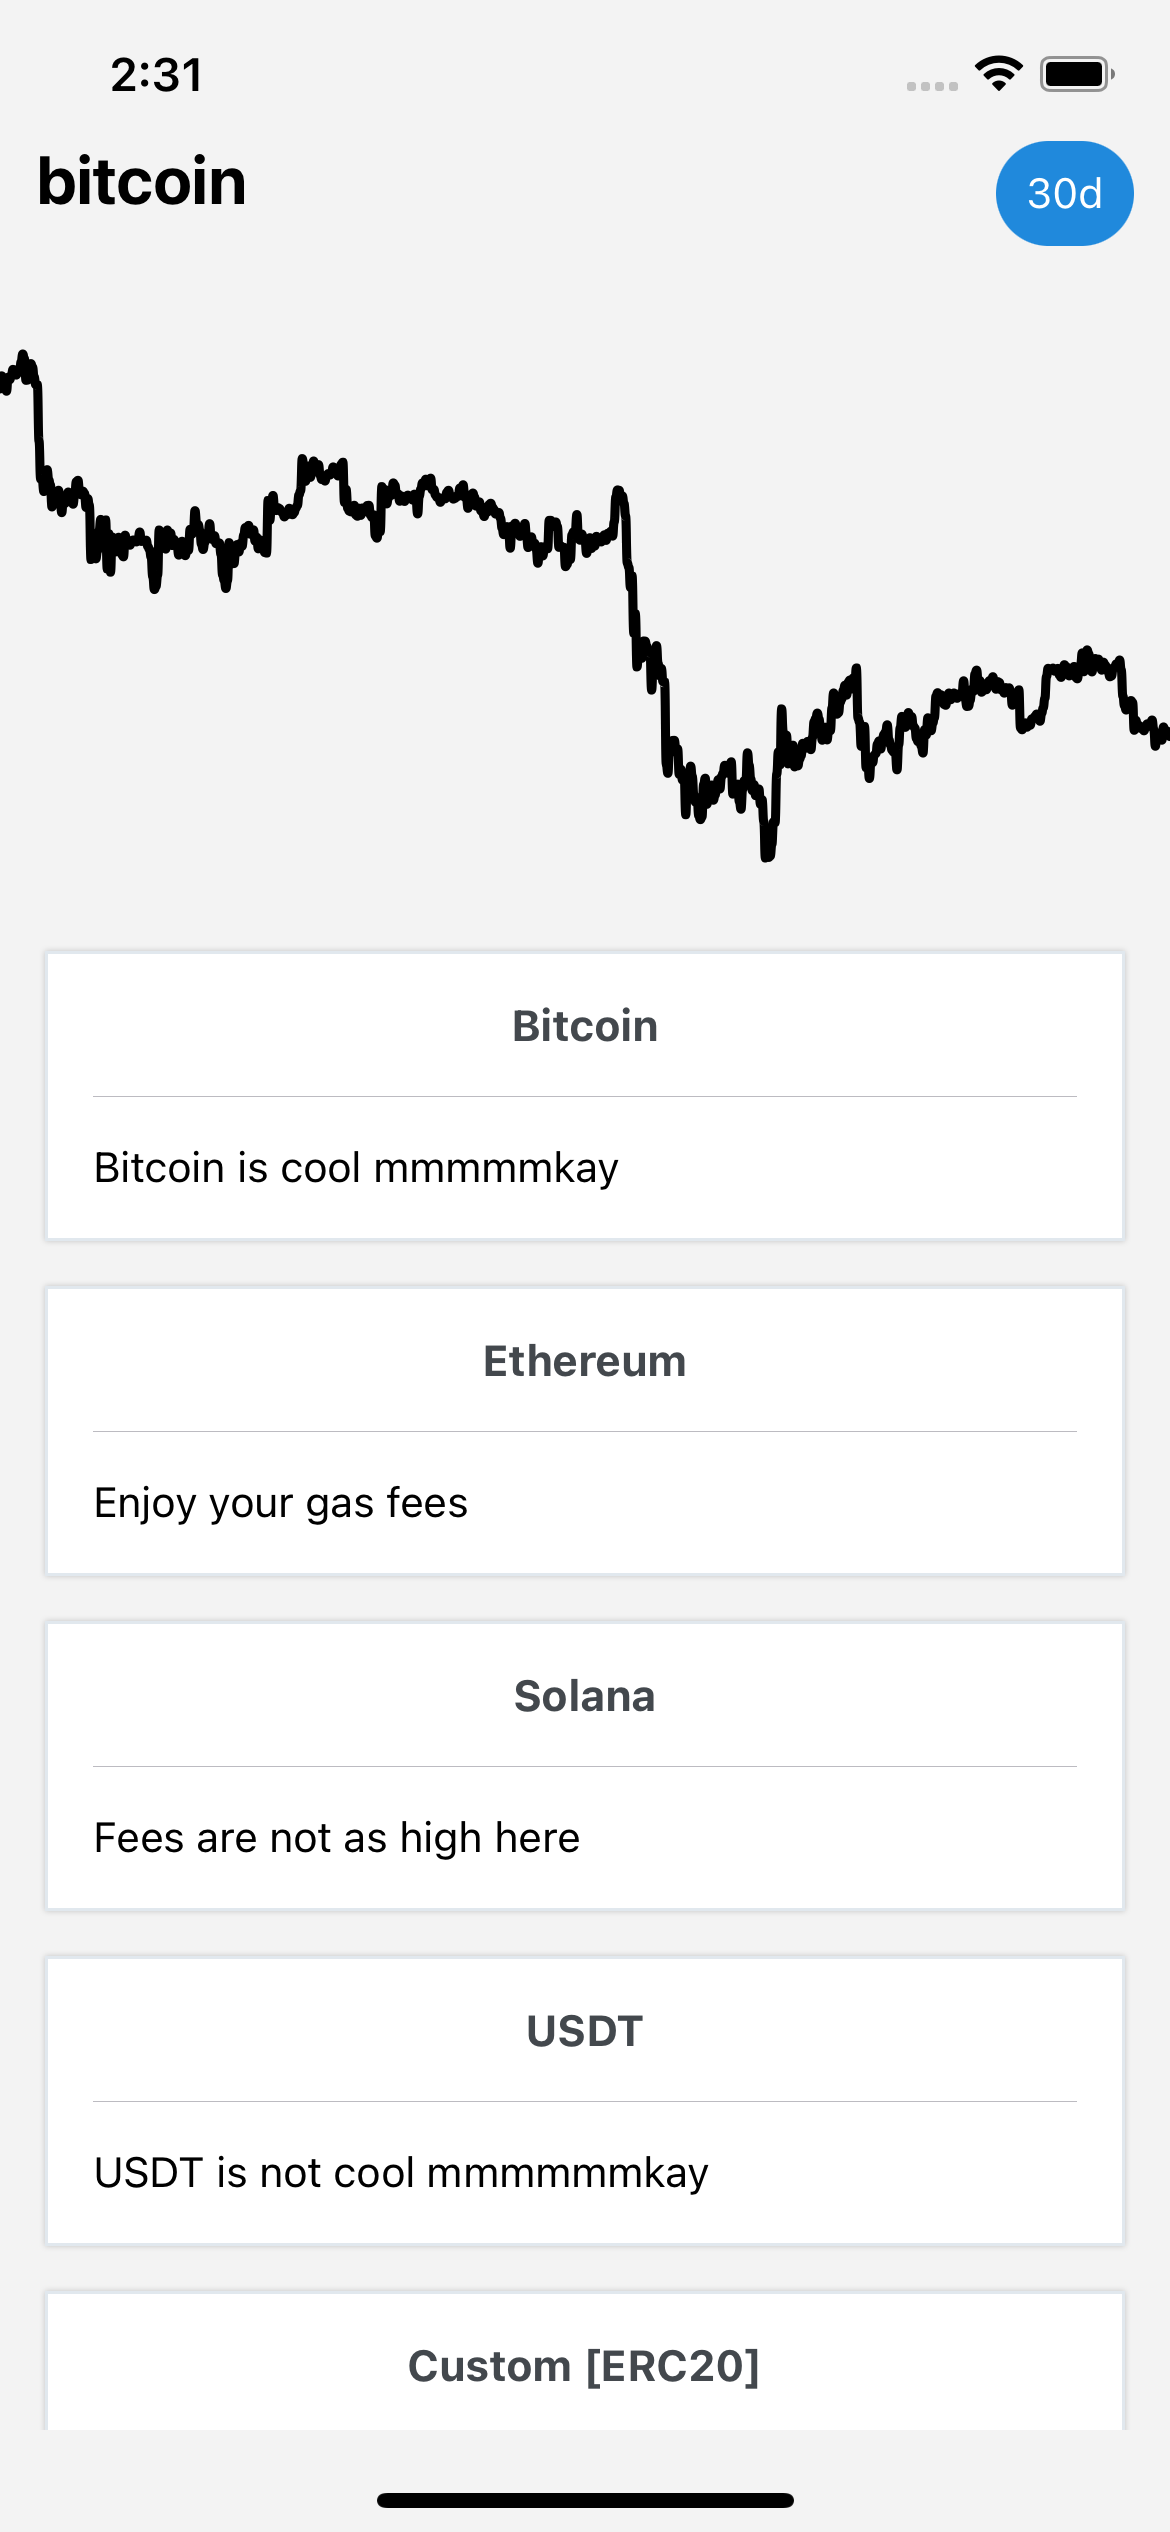 2:31
bitcoin
30d
Bitcoin
Bitcoin is cool mmmmmkay
Ethereum
Enjoy your gas fees
Solana
Fees are not as high here
USDT
USDT is not cool mmmmmmkay
Custom [ERC20]